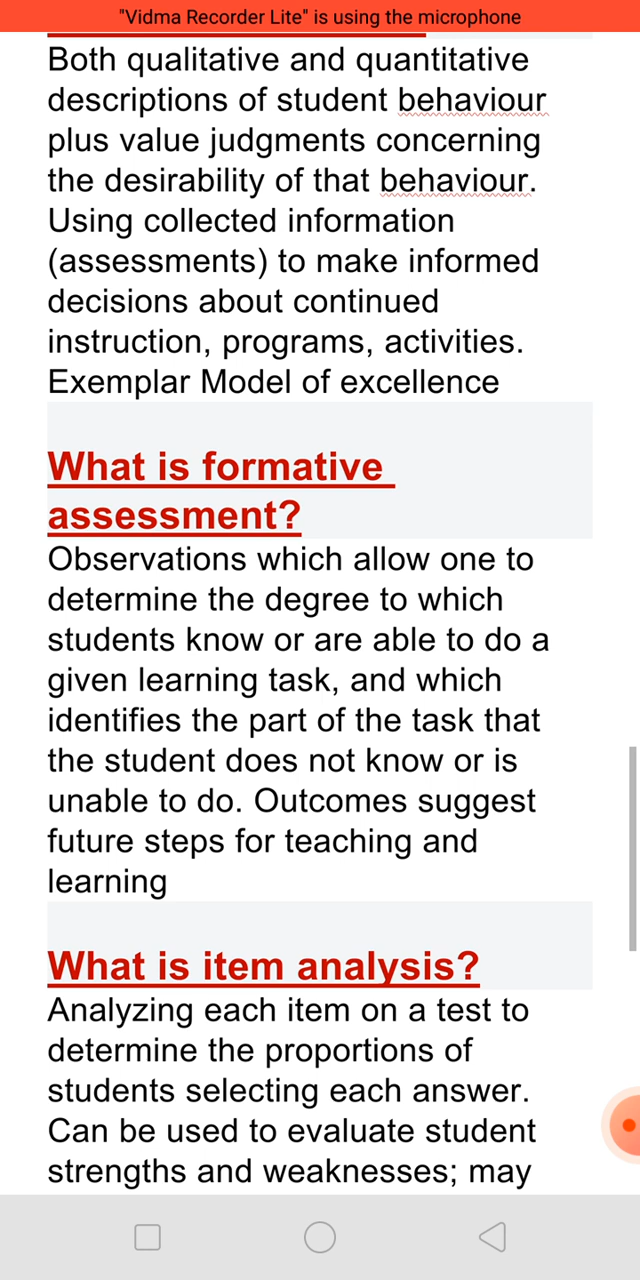 "Vidma Recorder Lite" is using the microphone
Both qualitative and quantitative
descriptions of student behaviour
plus value judgments concerning
the desirability of that behaviour.
Using collected information
(assessments) to make informed
decisions about continued
instruction, programs, activities.
Exemplar Model of excellence
What is formative
assessment?
Observations which allow one to
determine the degree to which
students know or are able to do a
given learning task, and which
identifies the part of the task that
the student does not know or is
unable to do. Outcomes suggest
future steps for teaching and
learning
What is item analysis?
Analyzing each item on a test to
determine the proportions of
students selecting each answer.
Can be used to evaluate student
strengths and weaknesses; may